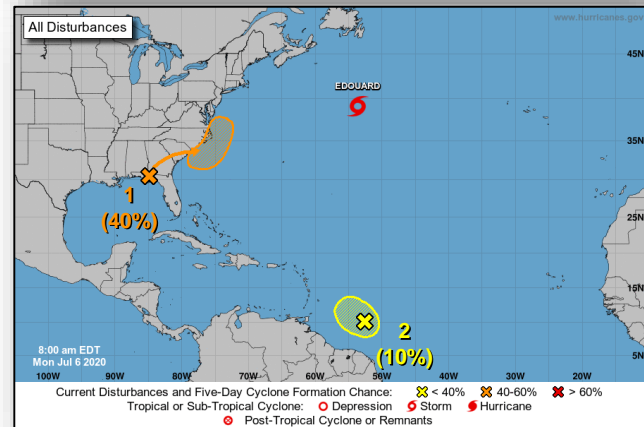 All Disturbances
www.hurricanes.gov
45N
EDOUARD
40N
35N
1
(40%)
25N
15N
2
(10%)
5N
8:00 am EDT
Mon Jul 6 2020
100W 90W 80W 70W 60W 50W 40W 30W 20W 10W
Current Disturbances and Five-Day Cyclone Formation Chance: < 40% 40-60% > 60%
Tropical or Sub-Tropical Cyclone: Depression Storm Hurricane
Post-Tropical Cyclone or Remnants